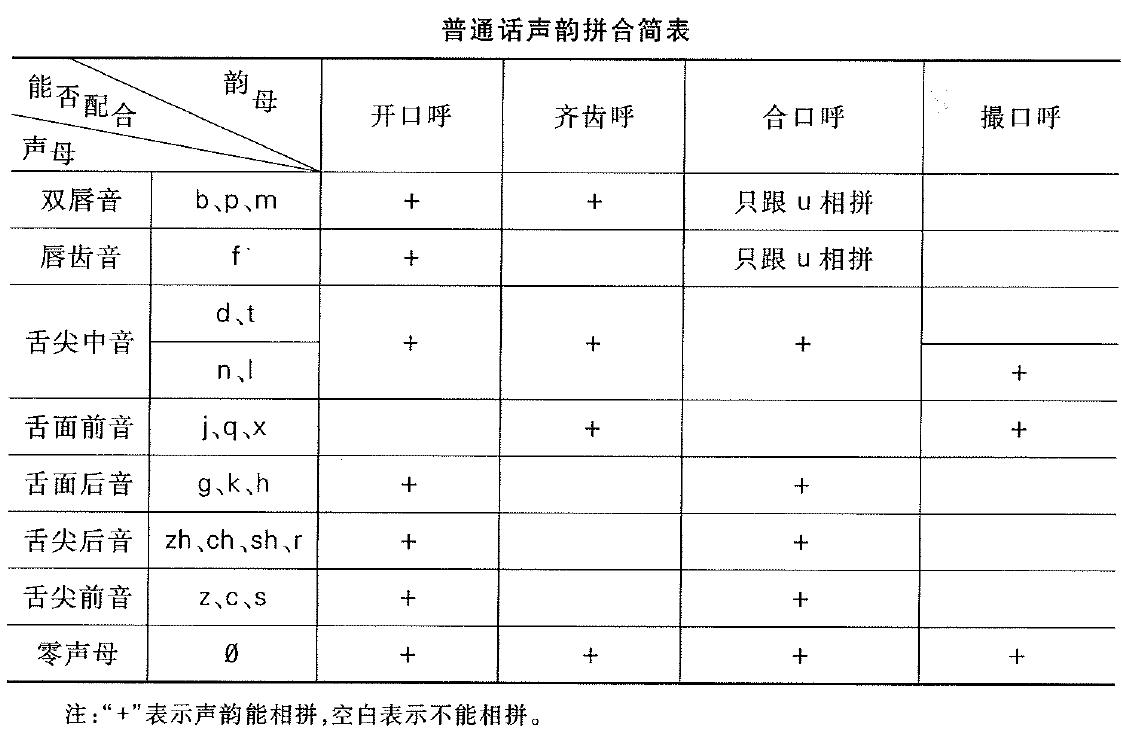 普通话声韵拼合简表
能否配合 韵母 声母 开口呼 齐齿呼 合口呼 撮口呼
双唇音 b、p、m + + 只跟 u 相拼
唇齿音 f + 只跟 u 相拼
舌尖中音 d、t + + +
n、l +
舌面前音 j、q、x + +
舌面后音 g、k、h + +
舌尖后音 zh、ch、sh、r + +
舌尖前音 z、c、s + +
零声母 Ø + + + +
注:“+”表示声韵能相拼,空白表示不能相拼。